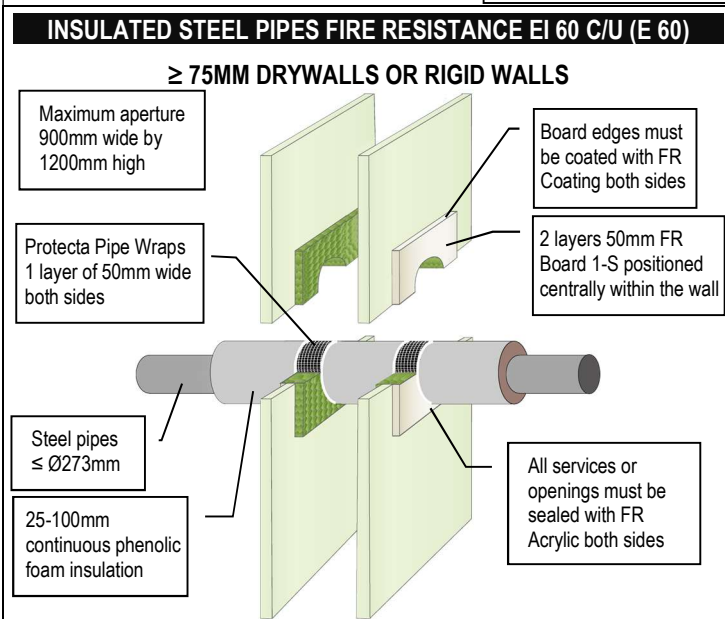 INSULATED STEEL PIPES FIRE RESISTANCE EI 60 C/U (E 60)
≥ 75MM DRYWALLS OR RIGID WALLS
Maximum aperture
900mm wide by
1200mm high
Board edges must
be coated with FR
Coating both sides
Protecta Pipe Wraps
1 layer of 50mm wide
both sides
2 layers 50mm FR
Board 1-S positioned
centrally within the wall
Steel pipes
≤ Ø273mm
25-100mm
continuous phenolic
foam insulation
All services or
openings must be
sealed with FR
Acrylic both sides